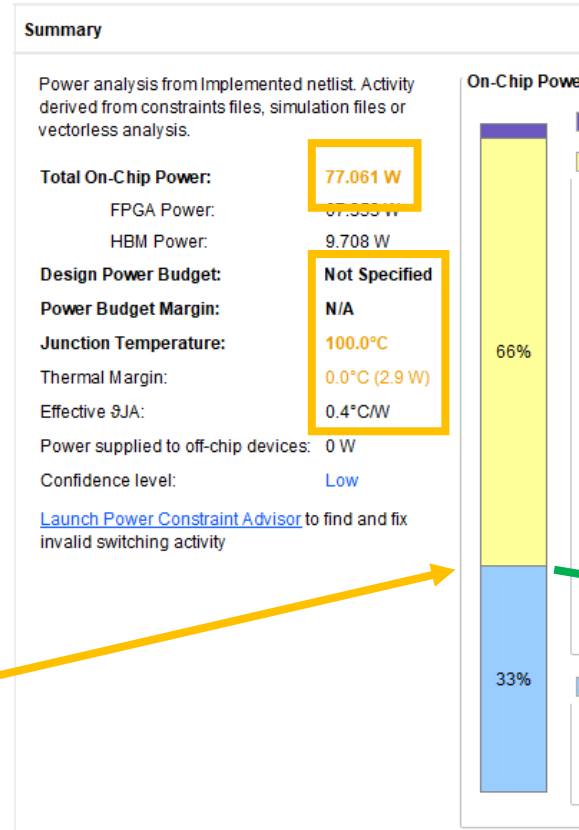 Summary
Power analysis from Implemented netlist. Activity
derived from constraints files, simulation files or
vectorless analysis.
Total On-Chip Power: 77.061 W
FPGA Power:
HBM Power: 9.708 W
Design Power Budget: Not Specified
Power Budget Margin: N/A
Junction Temperature: 100.0°C
Thermal Margin: 0.0°C (2.9 W)
Effective ϑJA: 0.4°C/W
Power supplied to off-chip devices: 0 W
Confidence level: Low
Launch Power Constraint Advisor to find and fix
invalid switching activity
On-Chip Powe
66%
33%